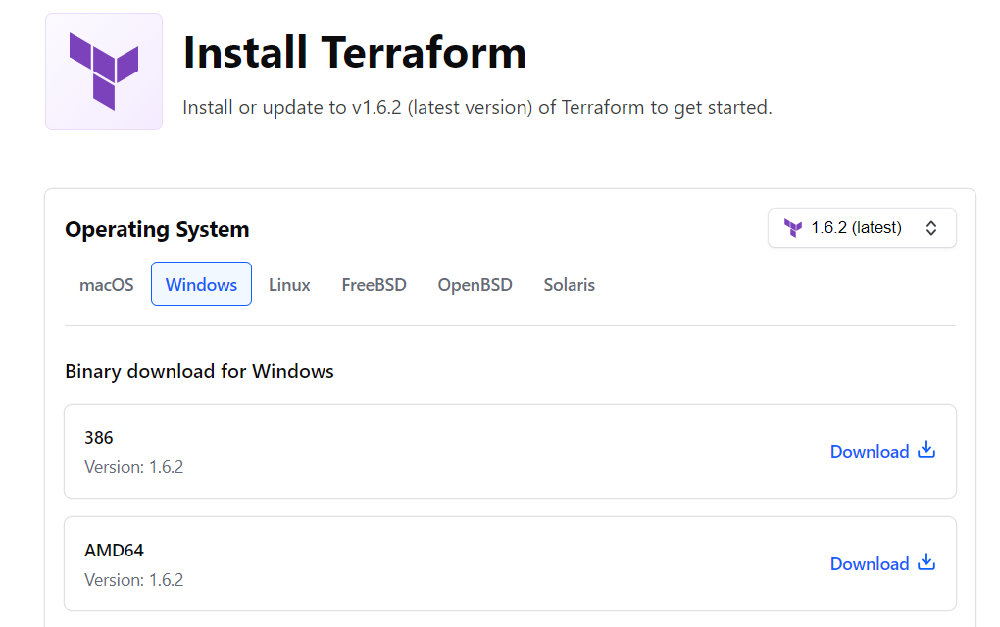 Install Terraform
Install or update to v1.6.2 (latest version) of Terraform to get started.
Operating System
1.6.2 (latest)
macOS Windows Linux FreeBSD OpenBSD Solaris
Binary download for Windows
386
Version: 1.6.2
Download
AMD64
Version: 1.6.2
Download